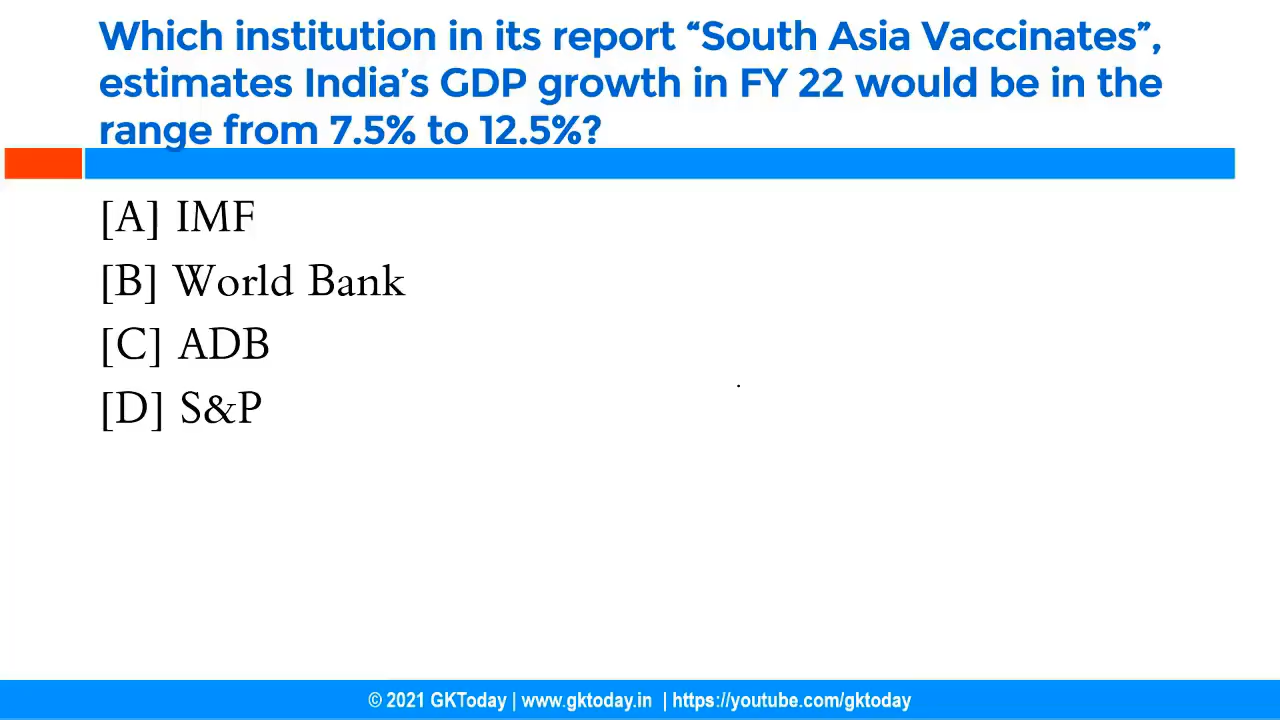 Which institution in its report “South Asia Vaccinates”,
estimates India’s GDP growth in FY 22 would be in the
range from 7.5% to 12.5%?
[A] IMF
[B] World Bank
[C] ADB
[D] S&P
© 2021 GKToday | www.gktoday.in | https://youtube.com/gktoday